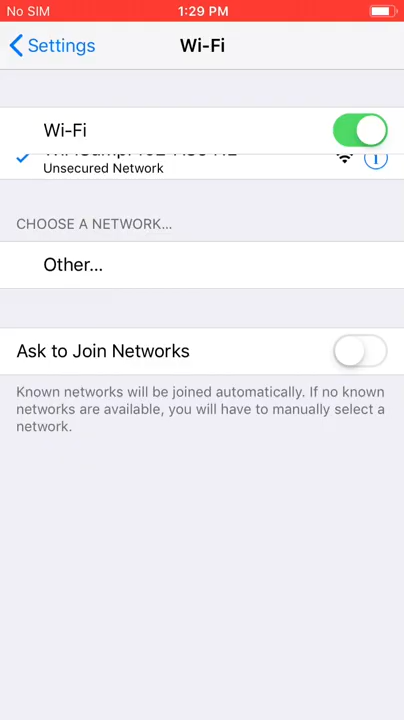 No SIM 1:29 PM
Settings Wi-Fi
Wi-Fi
Unsecured Network
CHOOSE A NETWORK...
Other...
Ask to Join Networks
Known networks will be joined automatically. If no known
networks are available, you will have to manually select a
network.